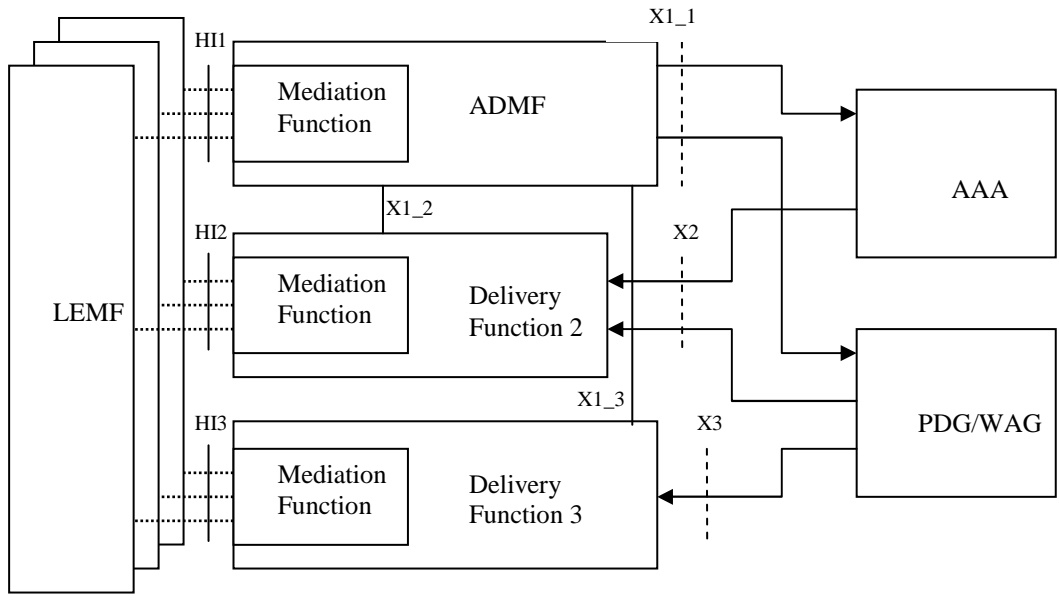 X1_1
HI1
Mediation
Function
ADMF
AAA
X1_2
HI2
X2
LEMF
Mediation
Function
Delivery
Function 2
X1_3
HI3
X3
PDG/WAG
Mediation
Function
Delivery
Function 3